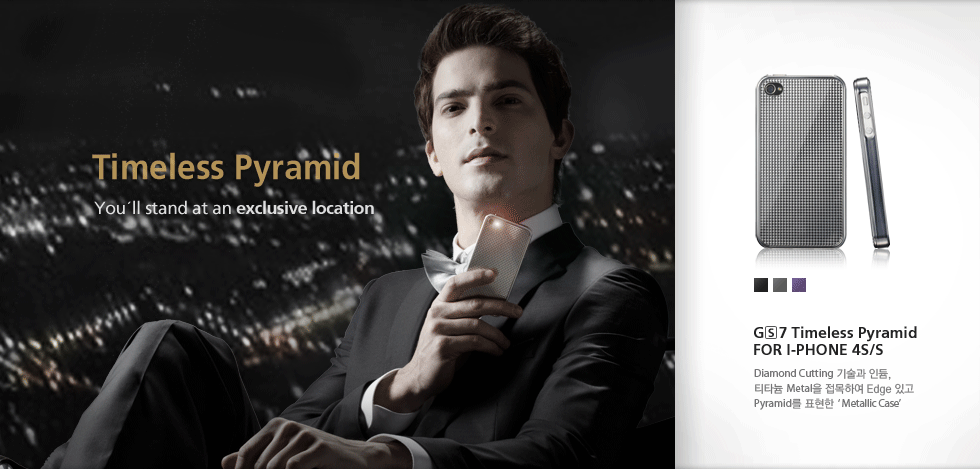 Timeless Pyramid
You´ll stand at an exclusive location
GS7 Timeless Pyramid
FOR I-PHONE 4S/S
Diamond Cutting 기술과 인듐,
티타늄 Metal을 접목하여 Edge 있고
Pyramid를 표현한 ‘Metallic Case’